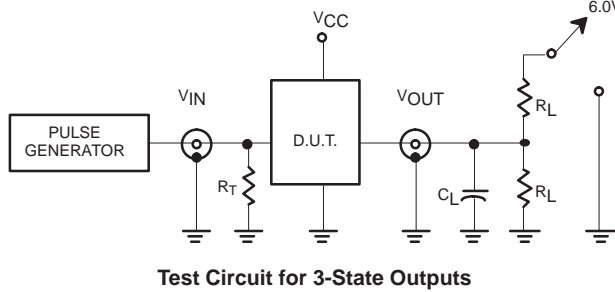 6.0V
VCC
VIN
VOUT
RL
PULSE
GENERATOR
D.U.T.
RT
CL
RL
Test Circuit for 3-State Outputs